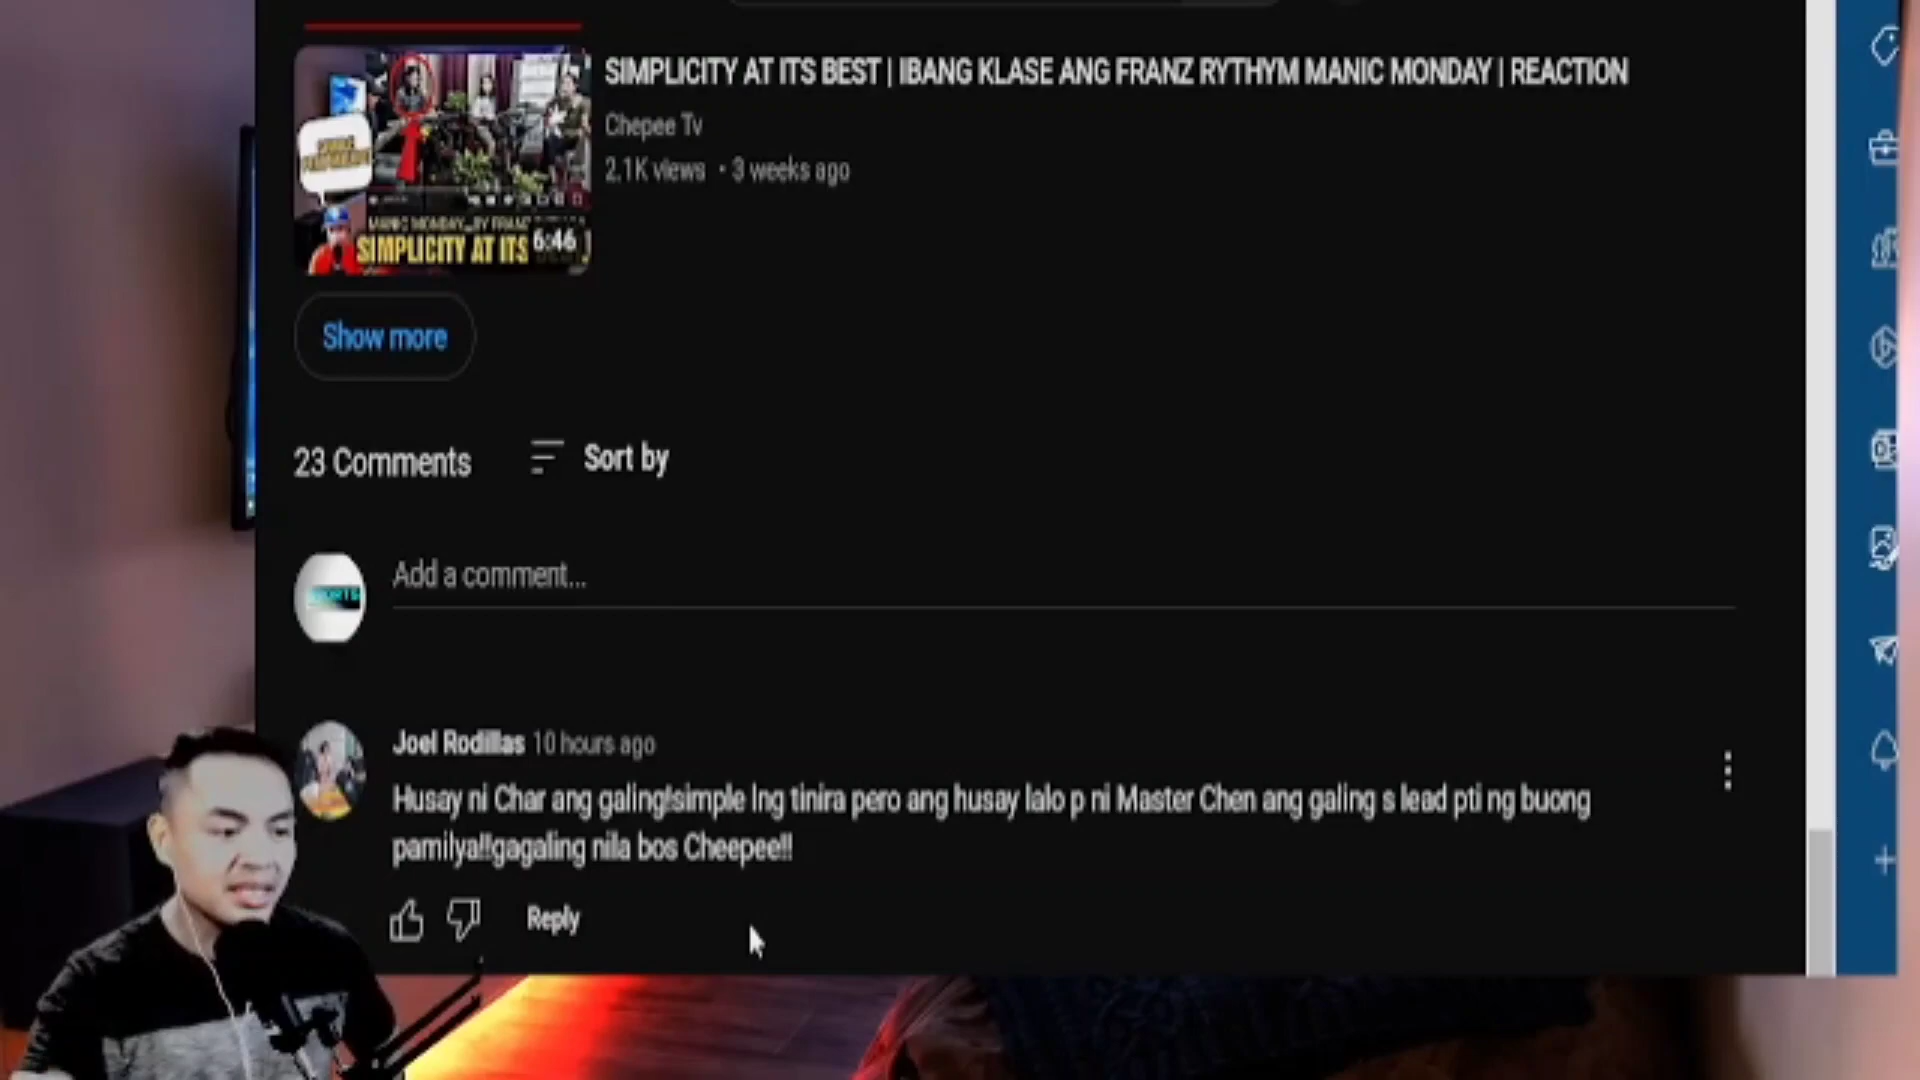 SIMPLICITY AT ITS BEST | IBANG KLASE ANG FRANZ RYTHYM MANIC MONDAY | REACTION
Chepee Tv
2.1K views • 3 weeks ago
MANIC MONDAY
SIMPLICITY AT ITS
6:46
Show more
23 Comments
Sort by
Add a comment...
Joel Rodillas 10 hours ago
Husay ni Char ang galing!simple lng tinira pero ang husay lalo p ni Master Chen ang galing s lead pti ng buong
pamilya!!gagaling nila bos Cheepee!!
Reply